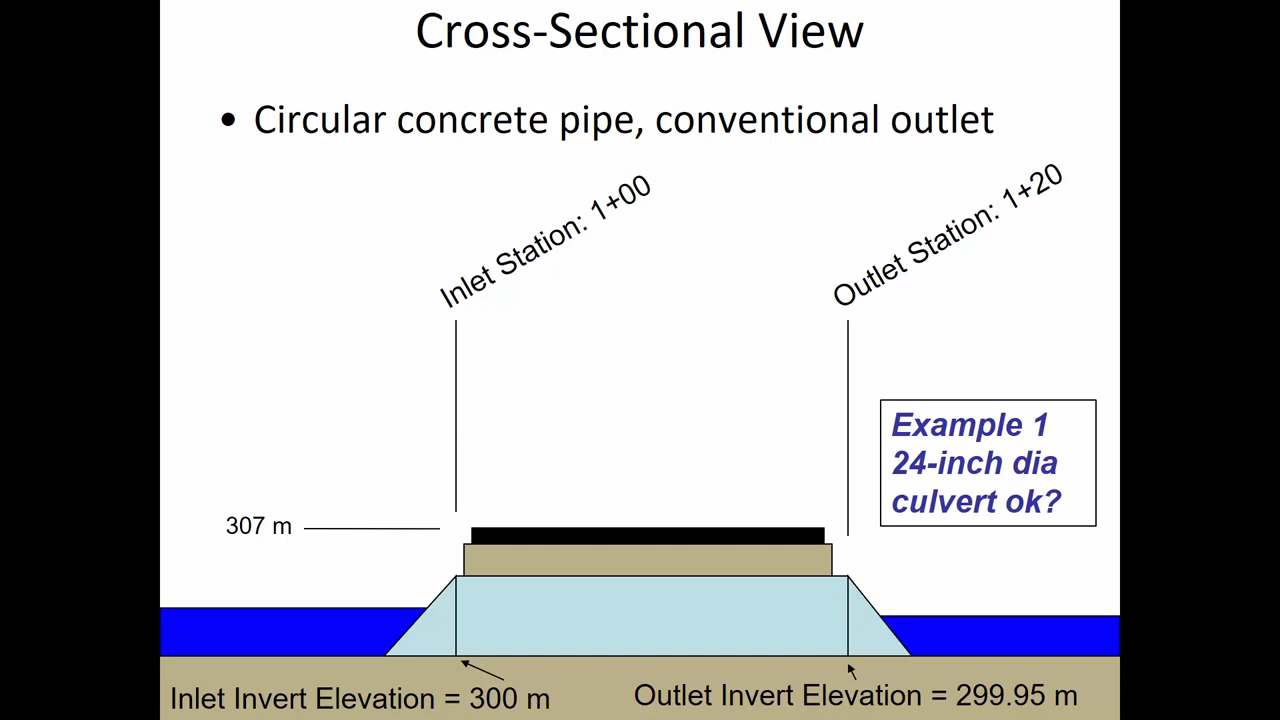 Cross-Sectional View
• Circular concrete pipe, conventional outlet
Inlet Station: 1+00
Outlet Station: 1+20
Example 1
24-inch dia
culvert ok?
307 m
Inlet Invert Elevation = 300 m
Outlet Invert Elevation = 299.95 m